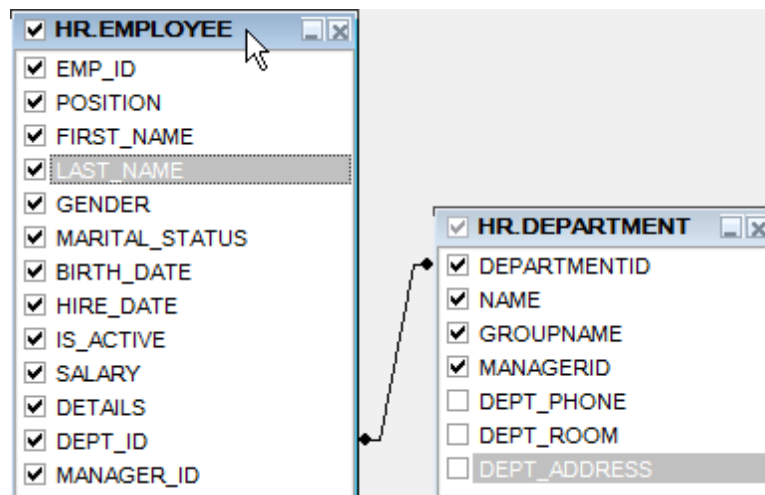 HR.EMPLOYEE
EMP_ID
POSITION
FIRST_NAME
LAST_NAME
GENDER
MARITAL_STATUS
BIRTH_DATE
HIRE_DATE
IS_ACTIVE
SALARY
DETAILS
DEPT_ID
MANAGER_ID
HR.DEPARTMENT
DEPARTMENTID
NAME
GROUPNAME
MANAGERID
DEPT_PHONE
DEPT_ROOM
DEPT_ADDRESS